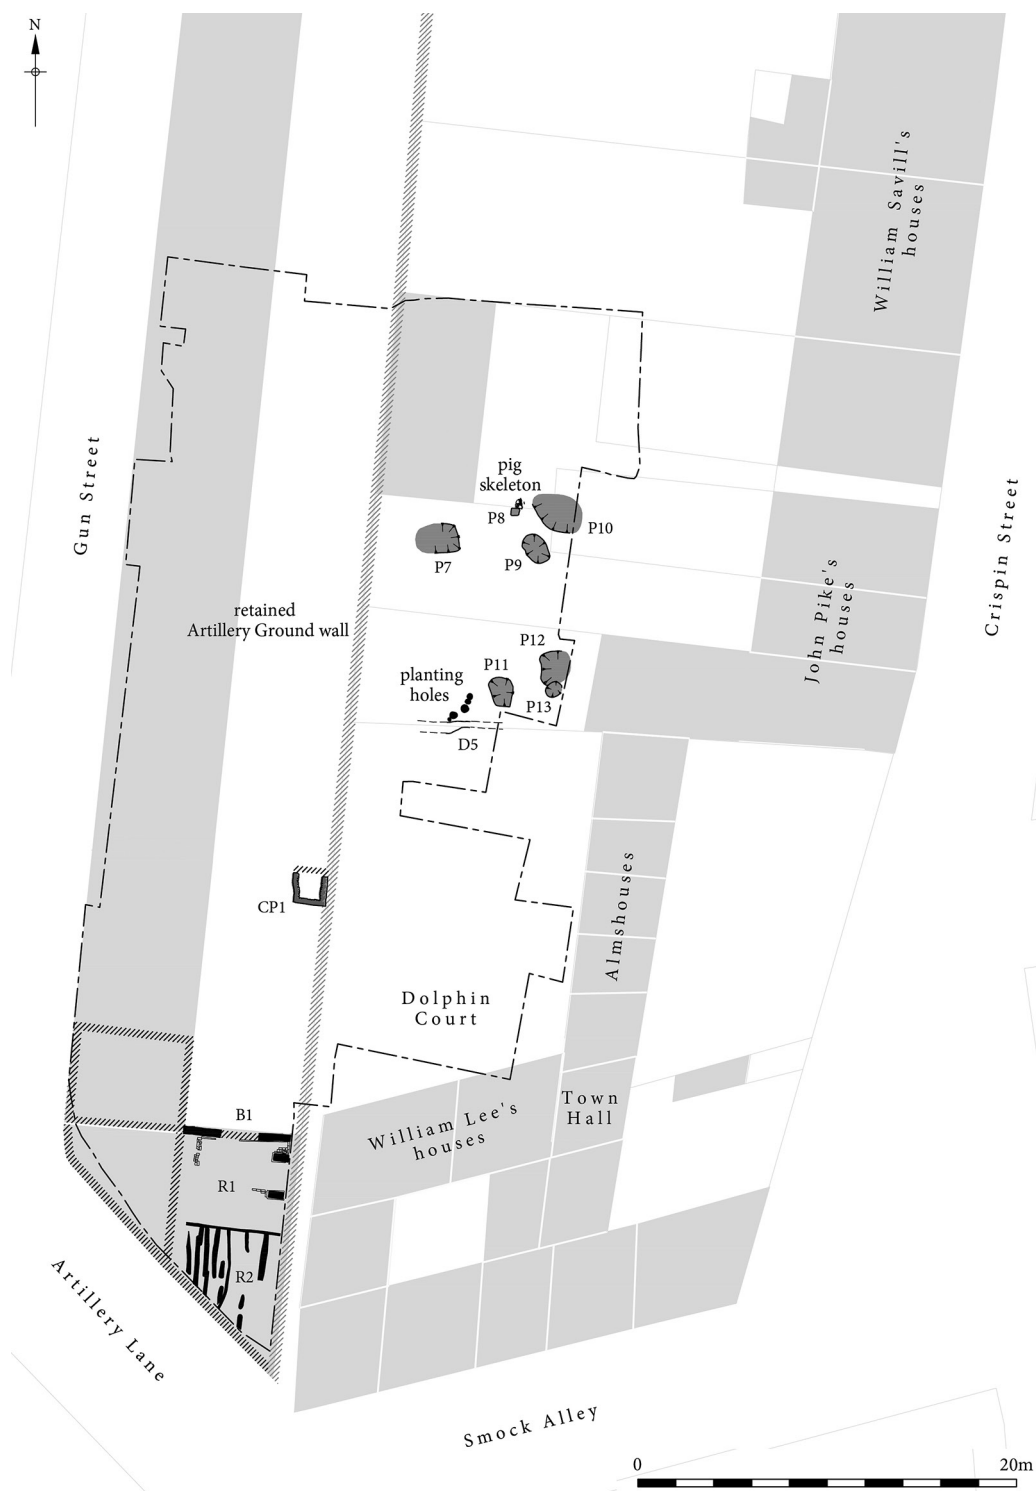 N
William Savill's
houses
Gun Street
pig
skeleton
P8
P10
P7
P9
Crispin Street
John Pike's
houses
retained
Artillery Ground wall
P12
P11
planting
holes
P13
D5
Almshouses
CP1
Dolphin
Court
Town
Hall
B1
William Lee's
houses
R1
R2
Artillery Lane
Smock Alley
0
20m